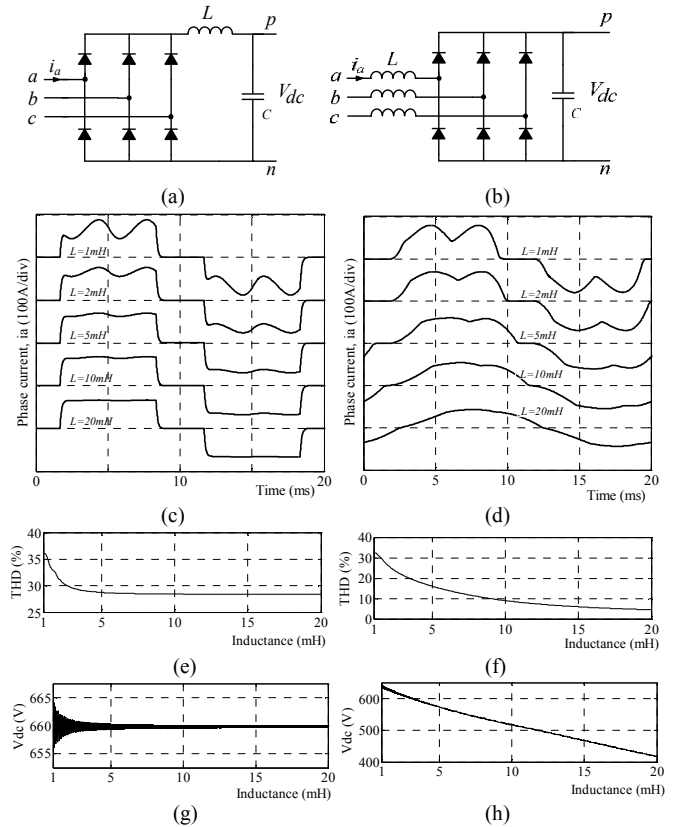 L
p
a
i_a
b
c
V_dc
C
n
(a)
p
a
i_a
L
b
c
V_dc
C
n
(b)
Phase current, ia (100A/div)
L=1mH
L=2mH
L=5mH
L=10mH
L=20mH
0 5 10 15 20
Time (ms)
(c)
Phase current, ia (100A/div)
L=1mH
L=2mH
L=5mH
L=10mH
L=20mH
0 5 10 15 20
Time (ms)
(d)
THD (%)
40
35
30
25
1 5 10 15 20
Inductance (mH)
(e)
THD (%)
40
30
20
10
0
1 5 10 15 20
Inductance (mH)
(f)
Vdc (V)
665
660
655
1 5 10 15 20
Inductance (mH)
(g)
Vdc (V)
600
500
400
1 5 10 15 20
Inductance (mH)
(h)